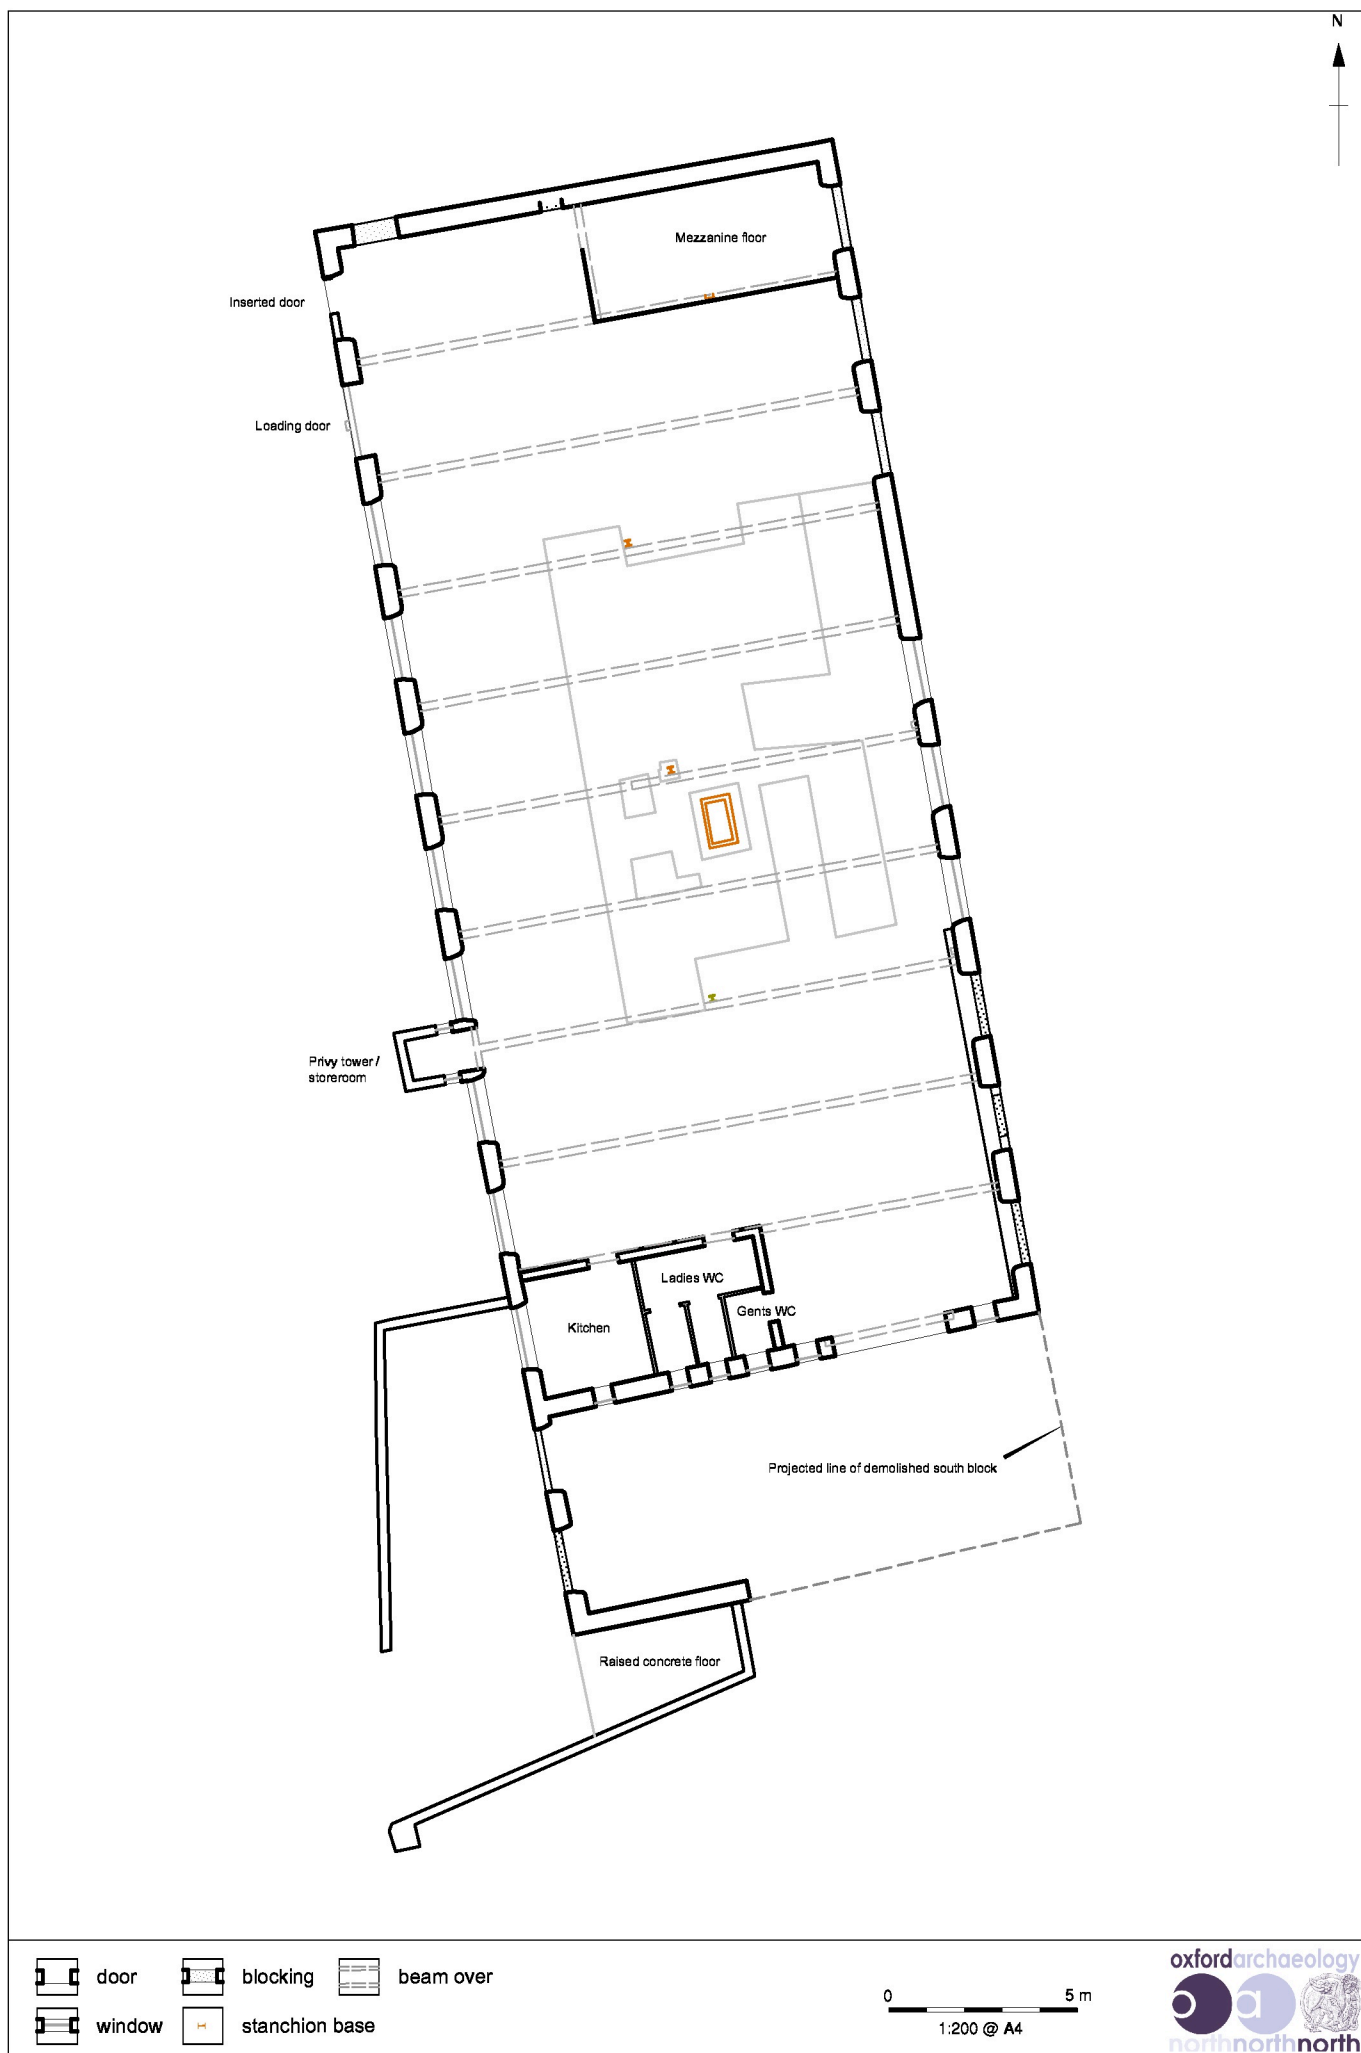 N
Mezzanine floor
Inserted door
Loading door
Privy tower /
storeroom
Ladies WC
Gents WC
Kitchen
Projected line of demolished south block
Raised concrete floor
door
blocking
beam over
window
stanchion base
0 5 m
1:200 @ A4
oxfordarchaeology
oa
northnorthnorth